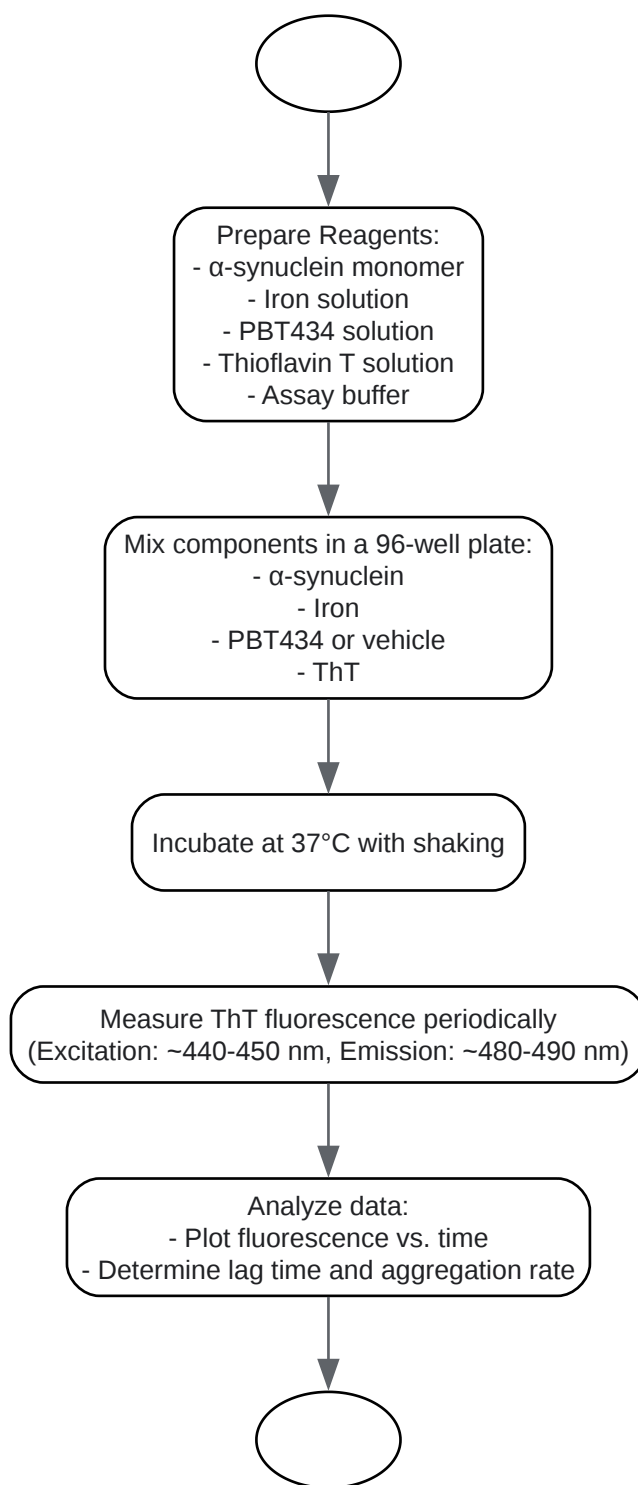 Prepare Reagents:
- α-synuclein monomer
- Iron solution
- PBT434 solution
- Thioflavin T solution
- Assay buffer
Mix components in a 96-well plate:
- α-synuclein
- Iron
- PBT434 or vehicle
- ThT
Incubate at 37°C with shaking
Measure ThT fluorescence periodically
(Excitation: ~440-450 nm, Emission: ~480-490 nm)
Analyze data:
- Plot fluorescence vs. time
- Determine lag time and aggregation rate